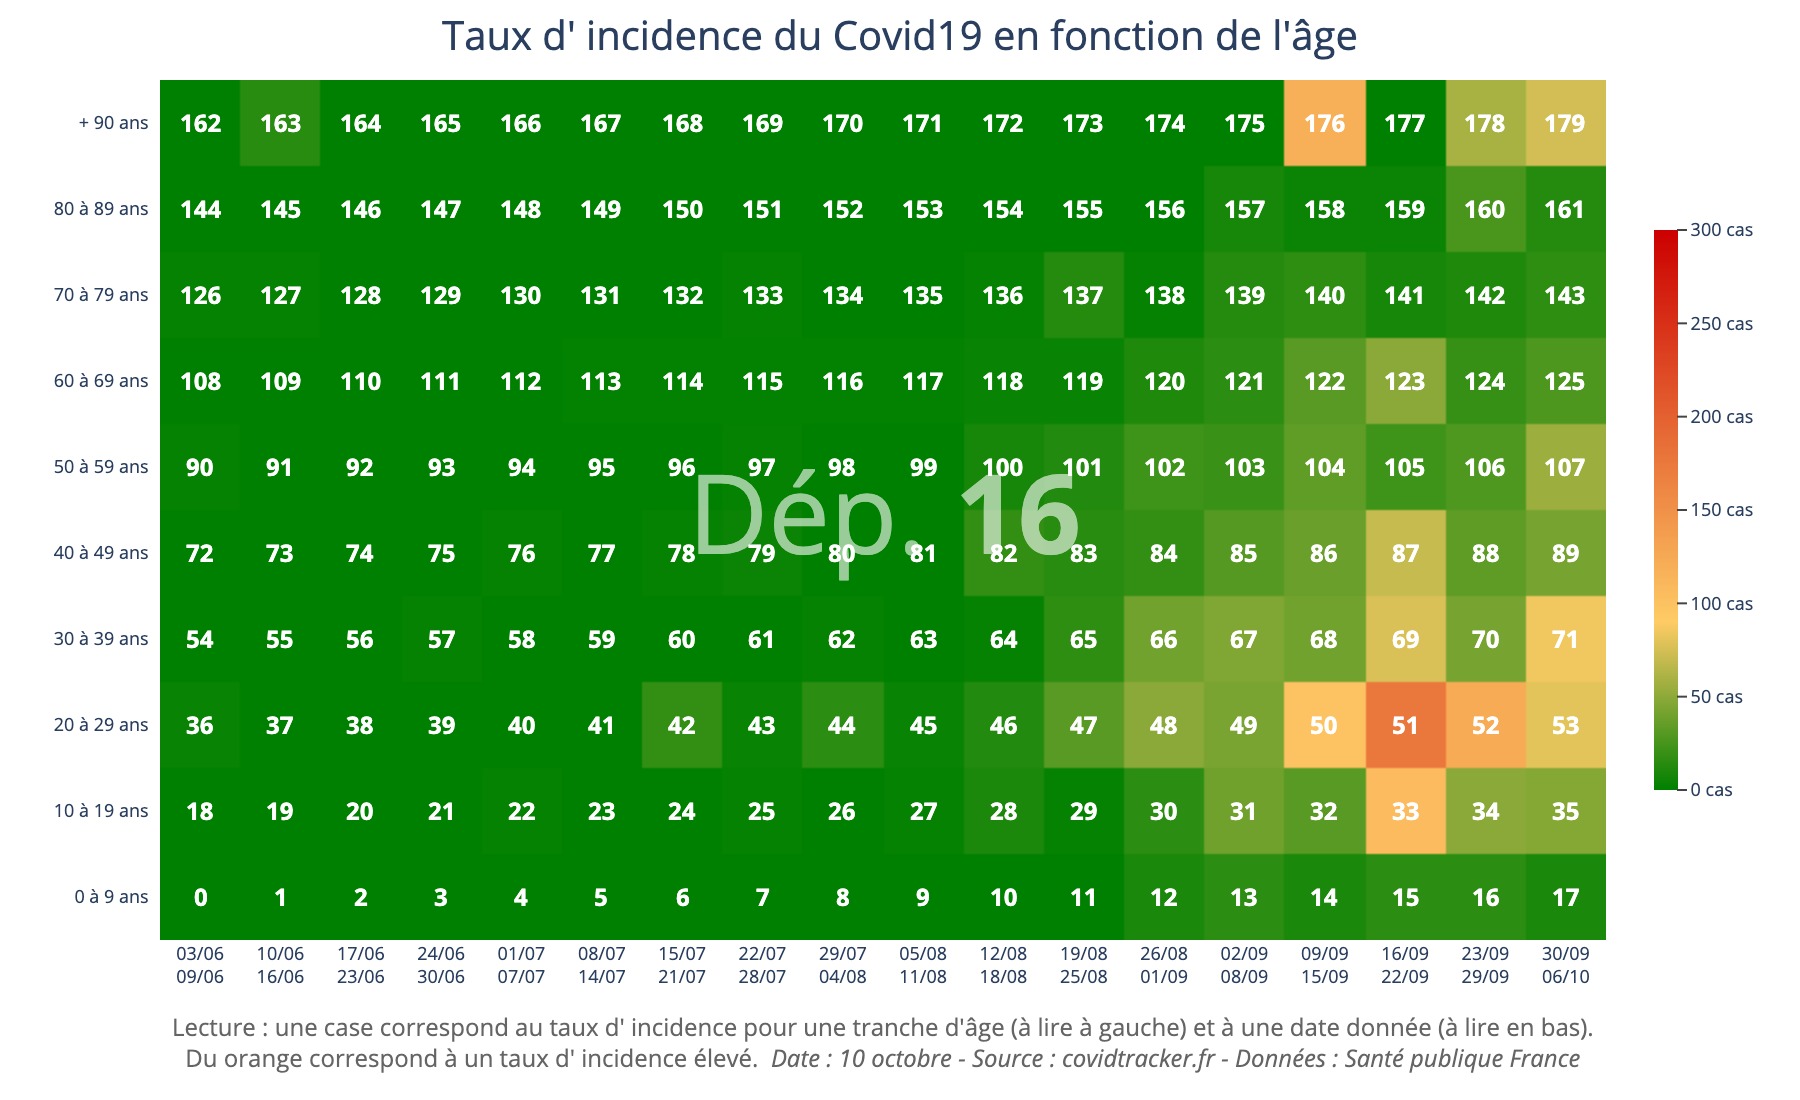 Taux d' incidence du Covid19 en fonction de l'âge
+ 90 ans 162 163 164 165 166 167 168 169 170 171 172 173 174 175 176 177 178 179
80 à 89 ans 144 145 146 147 148 149 150 151 152 153 154 155 156 157 158 159 160 161
300 cas
70 à 79 ans 126 127 128 129 130 131 132 133 134 135 136 137 138 139 140 141 142 143
250 cas
60 à 69 ans 108 109 110 111 112 113 114 115 116 117 118 119 120 121 122 123 124 125
200 cas
50 à 59 ans 90 91 92 93 94 95 96 97 98 99 100 101 102 103 104 105 106 107
Dép. 16
150 cas
40 à 49 ans 72 73 74 75 76 77 78 79 80 81 82 83 84 85 86 87 88 89
100 cas
30 à 39 ans 54 55 56 57 58 59 60 61 62 63 64 65 66 67 68 69 70 71
50 cas
20 à 29 ans 36 37 38 39 40 41 42 43 44 45 46 47 48 49 50 51 52 53
0 cas
10 à 19 ans 18 19 20 21 22 23 24 25 26 27 28 29 30 31 32 33 34 35
0 à 9 ans 0 1 2 3 4 5 6 7 8 9 10 11 12 13 14 15 16 17
03/06 10/06 17/06 24/06 01/07 08/07 15/07 22/07 29/07 05/08 12/08 19/08 26/08 02/09 09/09 16/09 23/09 30/09
09/06 16/06 23/06 30/06 07/07 14/07 21/07 28/07 04/08 11/08 18/08 25/08 01/09 08/09 15/09 22/09 29/09 06/10
Lecture : une case correspond au taux d' incidence pour une tranche d'âge (à lire à gauche) et à une date donnée (à lire en bas).
Du orange correspond à un taux d' incidence élevé. Date : 10 octobre - Source : covidtracker.fr - Données : Santé publique France